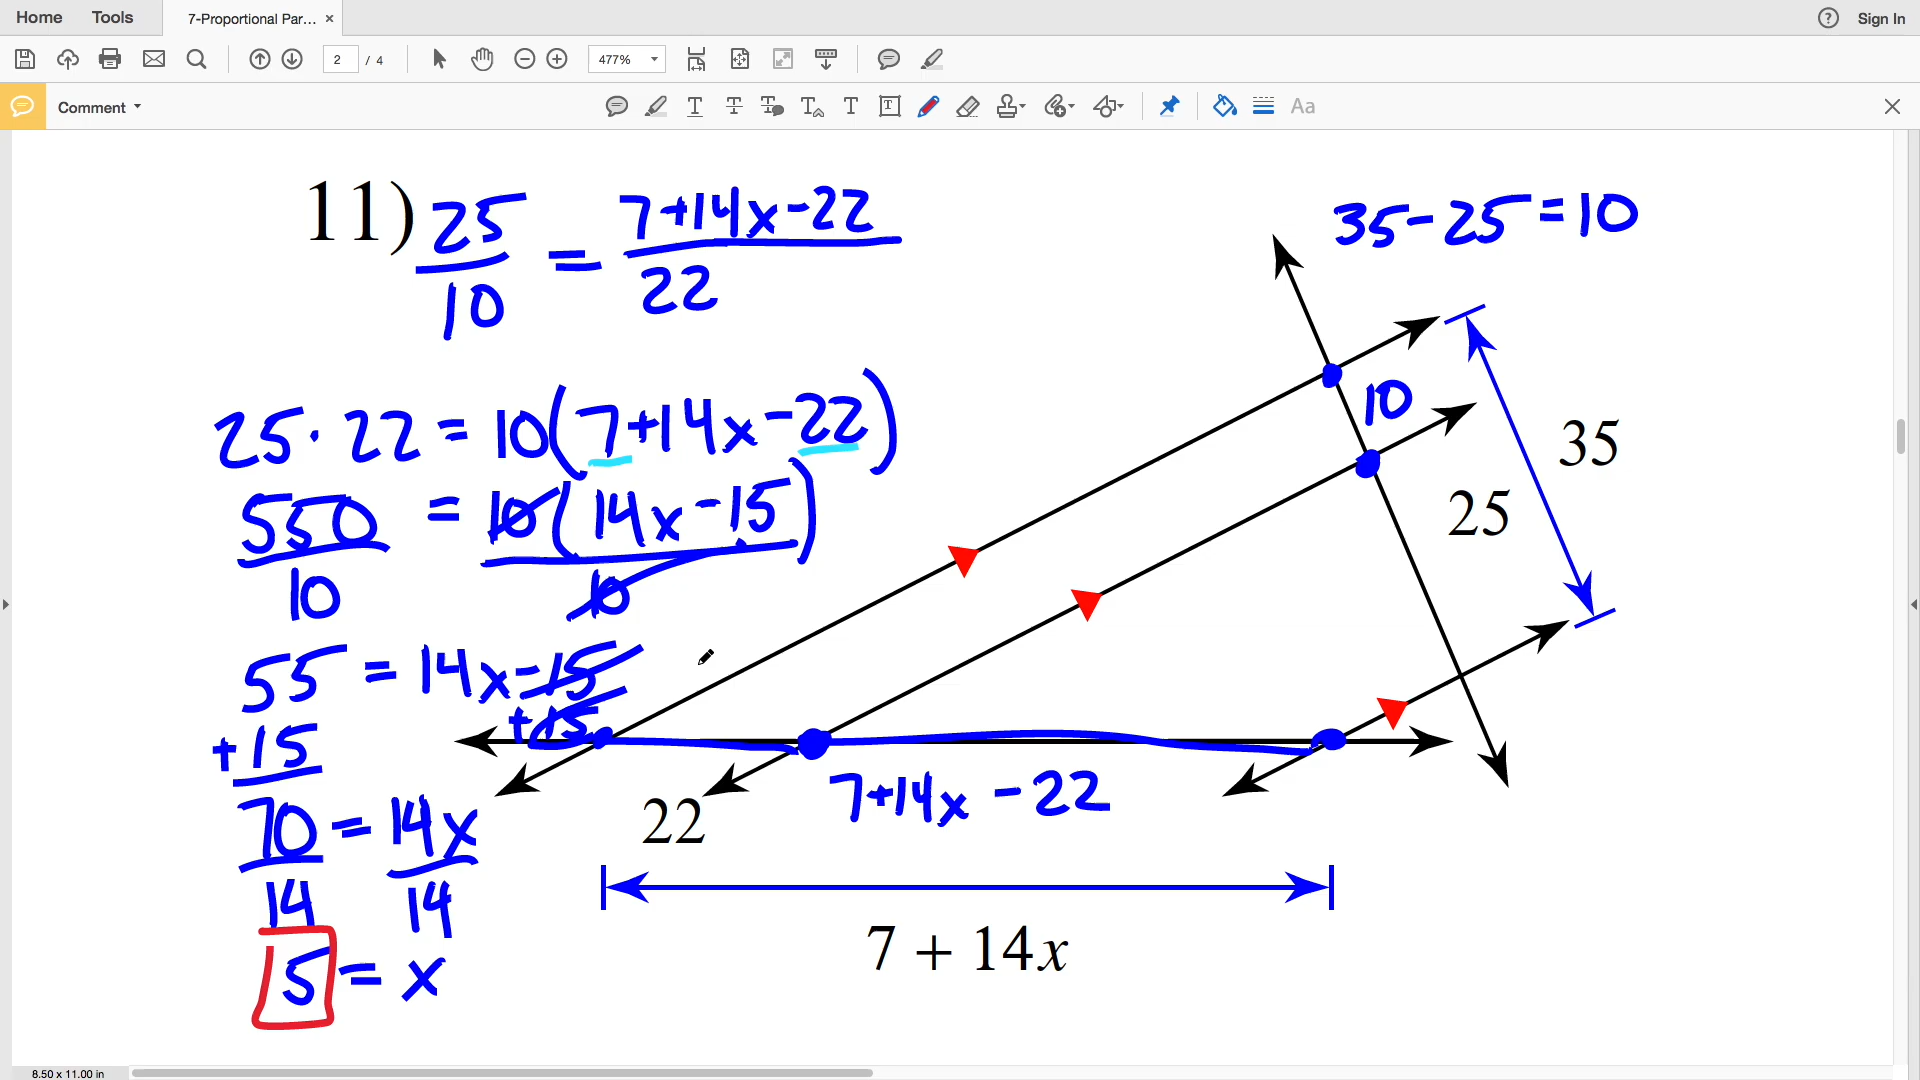 Home Tools 7-Proportional Par... × Sign In
2 / 4 477%
Comment Aa
11) 25/10 = 7+14x-22/22
35-25=10
25·22 = 10(7+14x-22)
550/10 = 10(14x-15)/10
55 = 14x-15
+15 +15
70/14 = 14x/14
5 = x
10
35
25
22
7+14x-22
7 + 14x
8.50 x 11.00 in